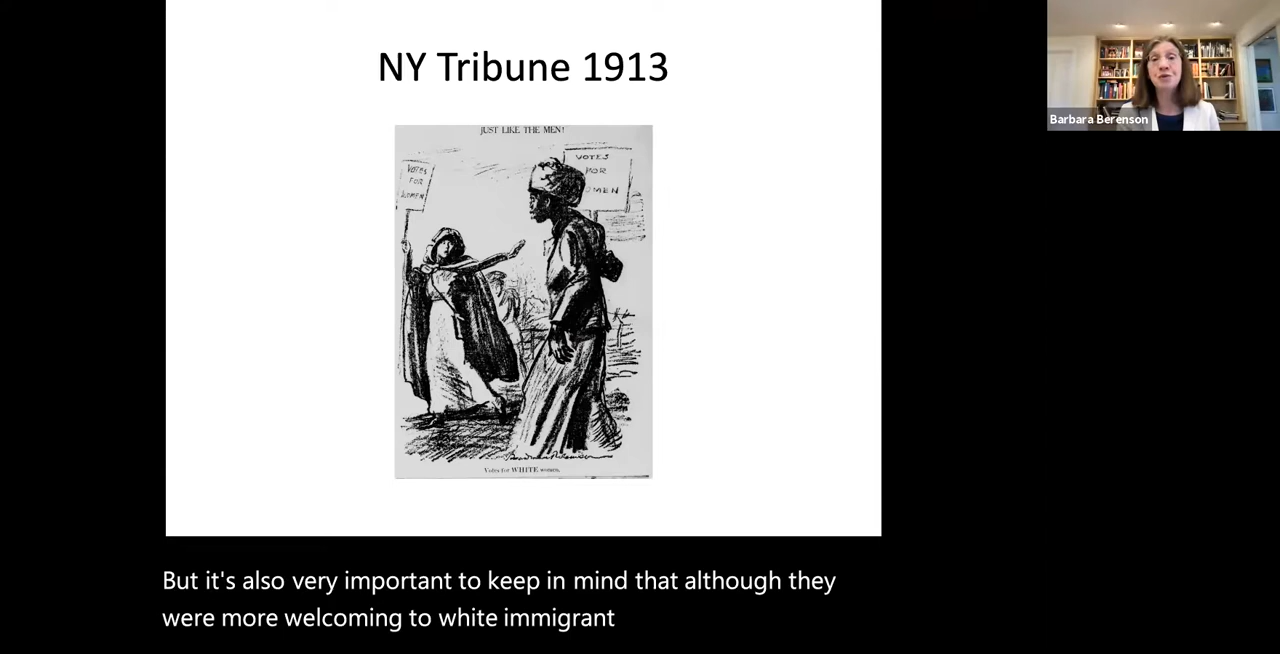 NY Tribune 1913
JUST LIKE THE MEN!
VOTES
FOR
WOMEN
VOTES
FOR
OMEN
Votes for WHITE women.
Barbara Berenson
But it's also very important to keep in mind that although they
were more welcoming to white immigrant